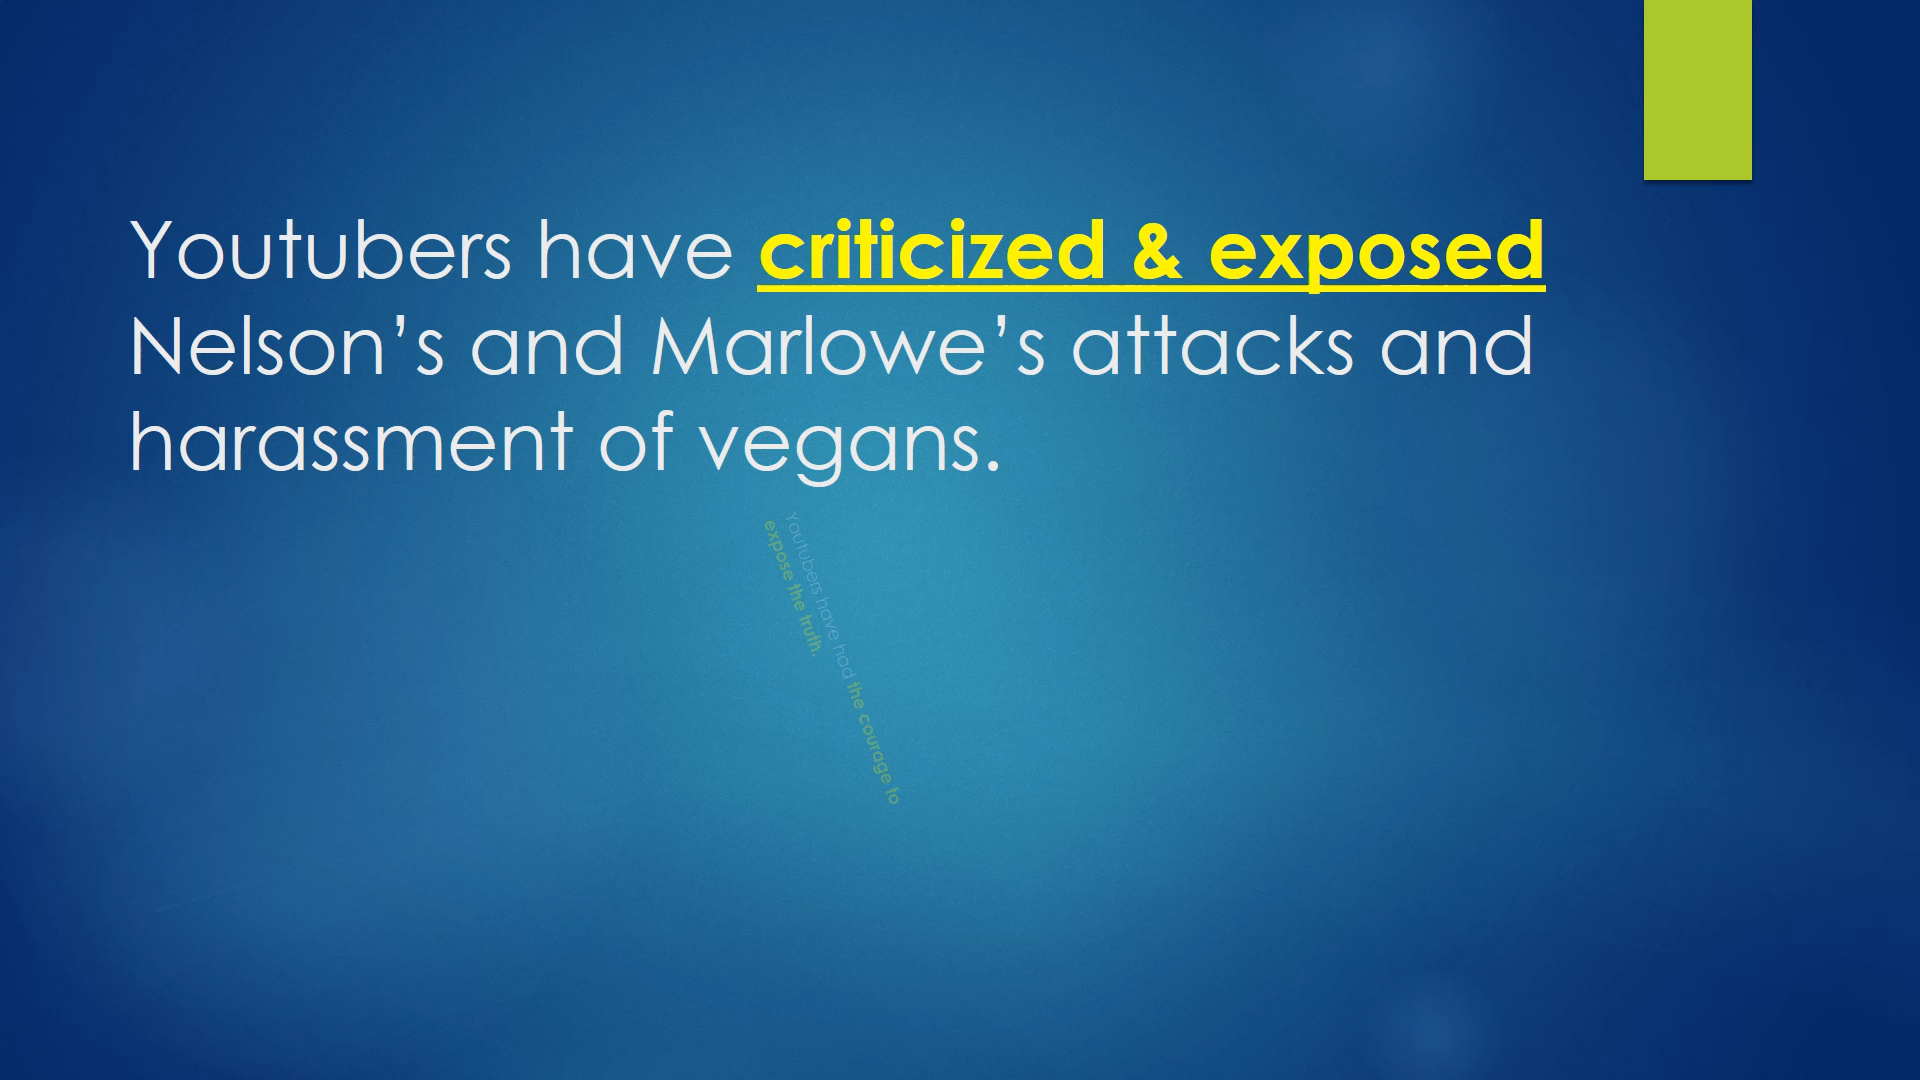 Youtubers have criticized & exposed
Nelson’s and Marlowe’s attacks and
harassment of vegans.
Youtubers have had the courage to
expose the truth.